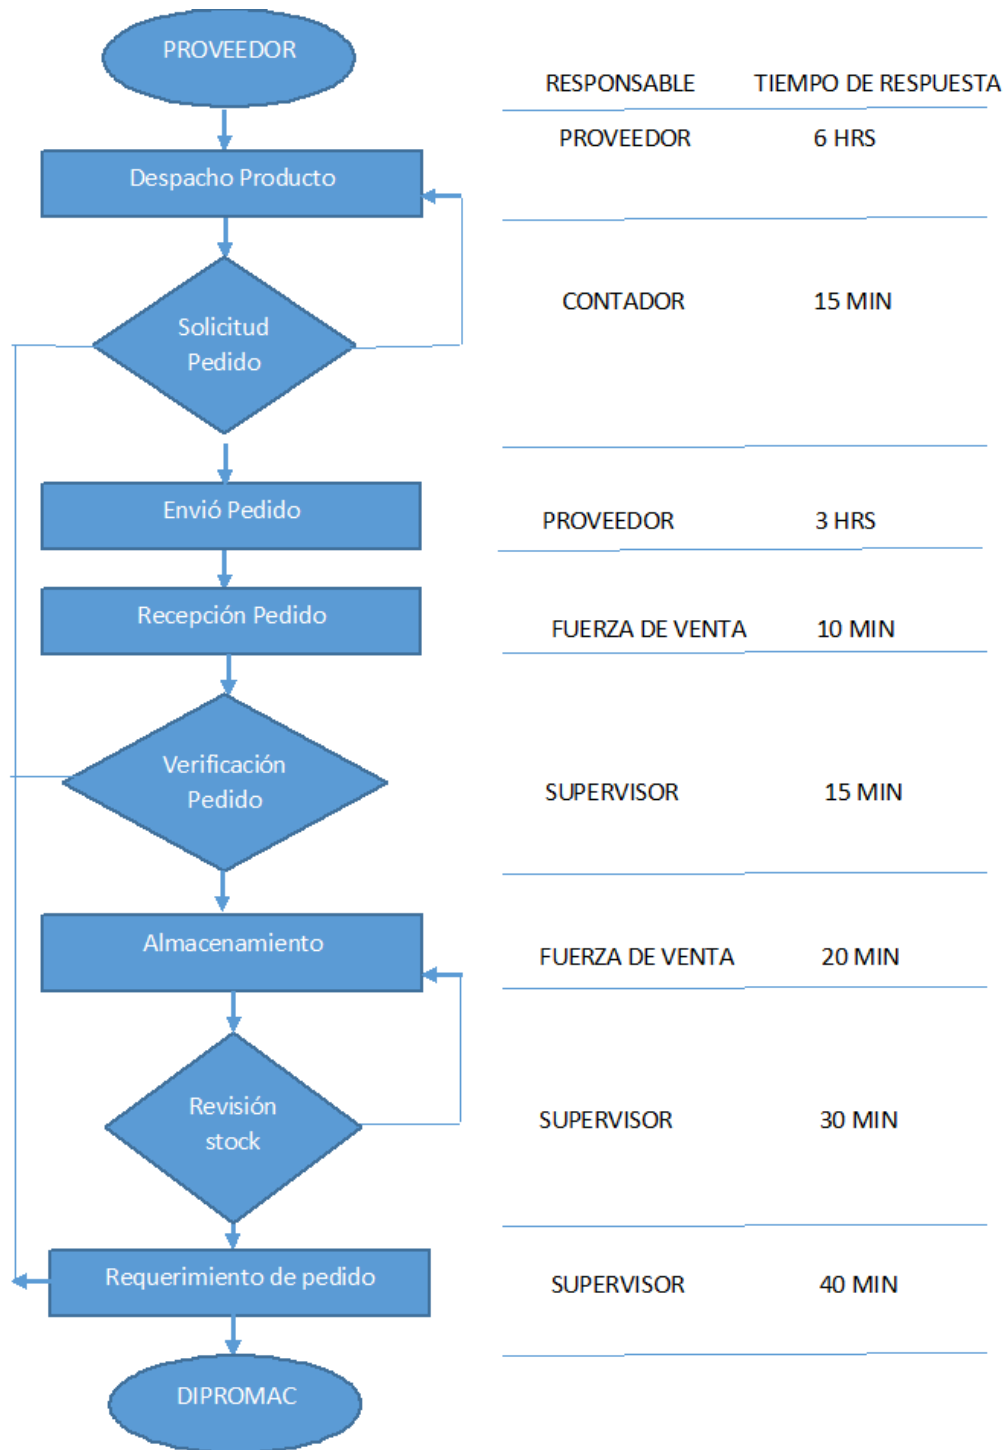 PROVEEDOR
RESPONSABLE TIEMPO DE RESPUESTA
PROVEEDOR 6 HRS
Despacho Producto
CONTADOR 15 MIN
Solicitud
Pedido
Envió Pedido
PROVEEDOR 3 HRS
Recepción Pedido
FUERZA DE VENTA 10 MIN
Verificación
Pedido
SUPERVISOR 15 MIN
Almacenamiento
FUERZA DE VENTA 20 MIN
Revisión
stock
SUPERVISOR 30 MIN
Requerimiento de pedido
SUPERVISOR 40 MIN
DIPROMAC